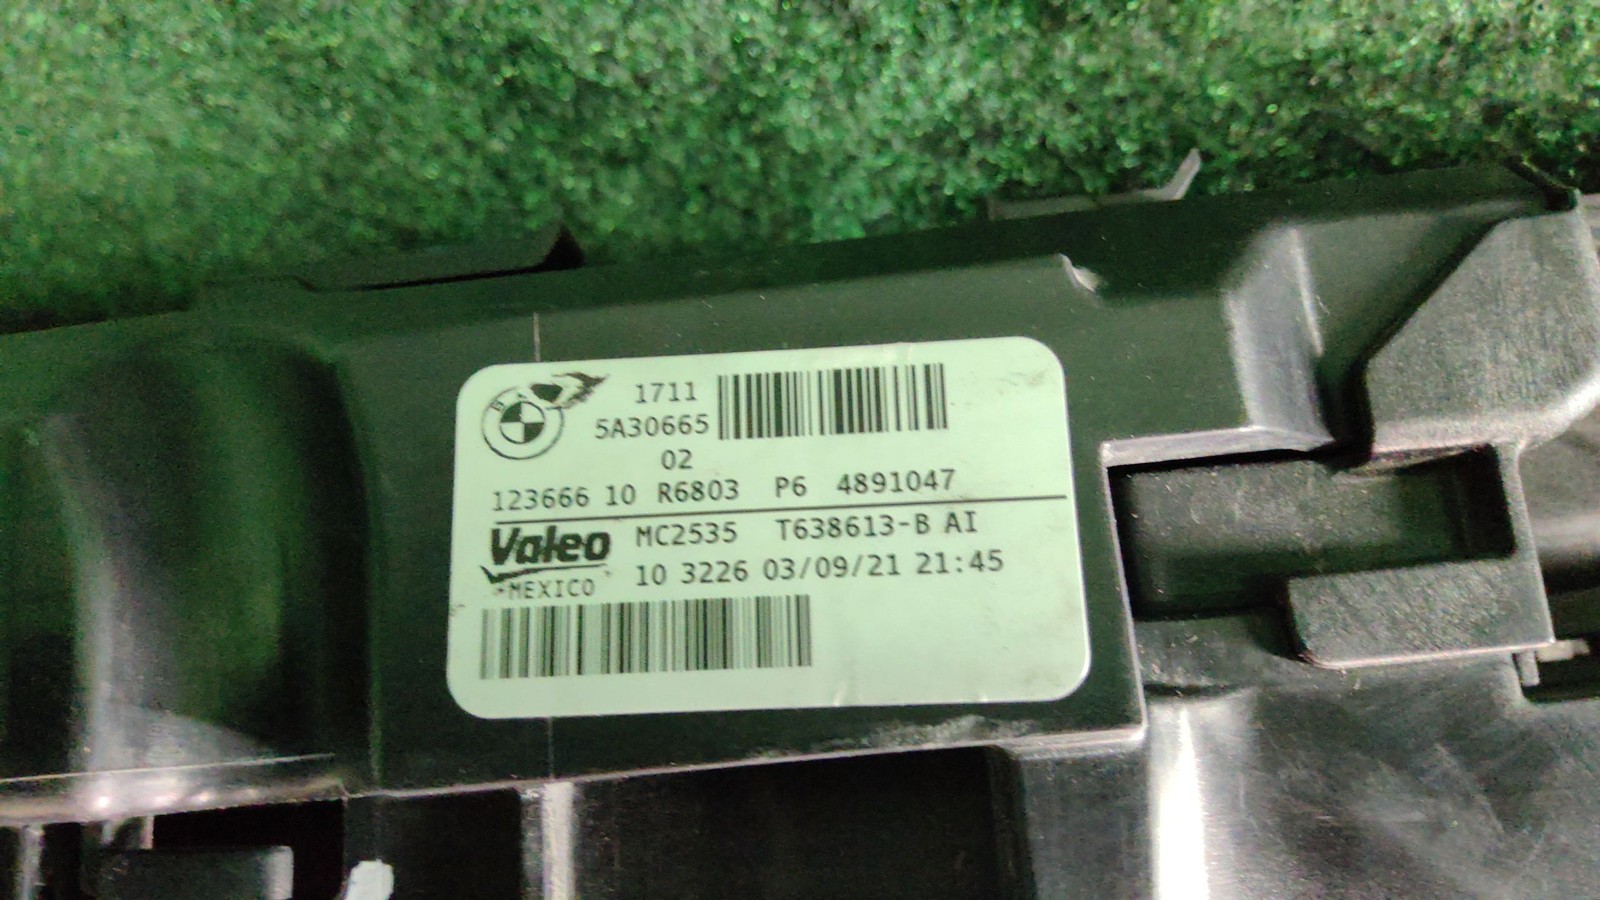 1711
5A30665
02
123666 10 R6803 P6 4891047
Valeo MC2535 T638613-B AI
MEXICO 10 3226 03/09/21 21:45